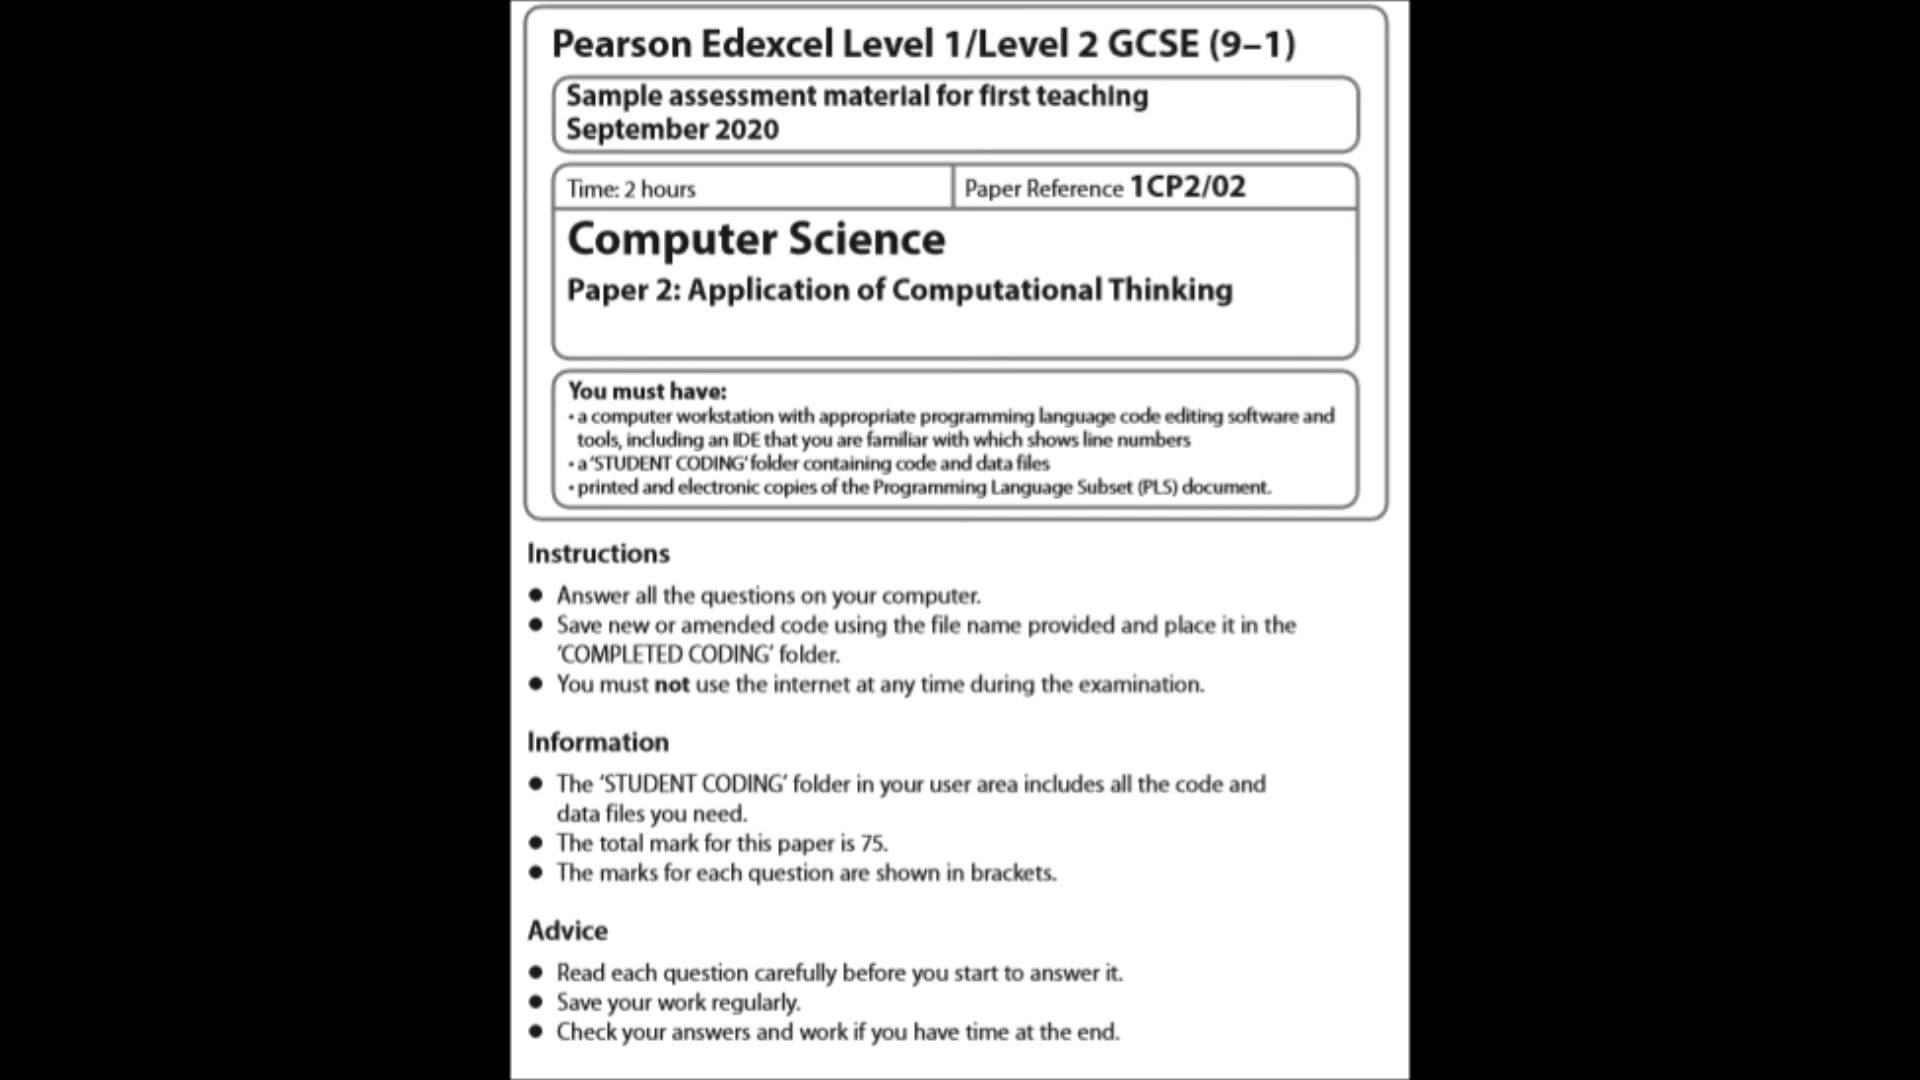 Pearson Edexcel Level 1/Level 2 GCSE (9–1)
Sample assessment material for first teaching
September 2020
Time: 2 hours
Paper Reference 1CP2/02
Computer Science
Paper 2: Application of Computational Thinking
You must have:
• a computer workstation with appropriate programming language code editing software and
tools, including an IDE that you are familiar with which shows line numbers
• a ‘STUDENT CODING’ folder containing code and data files
• printed and electronic copies of the Programming Language Subset (PLS) document.
Instructions
● Answer all the questions on your computer.
● Save new or amended code using the file name provided and place it in the
‘COMPLETED CODING’ folder.
● You must not use the internet at any time during the examination.
Information
● The ‘STUDENT CODING’ folder in your user area includes all the code and
data files you need.
● The total mark for this paper is 75.
● The marks for each question are shown in brackets.
Advice
● Read each question carefully before you start to answer it.
● Save your work regularly.
● Check your answers and work if you have time at the end.